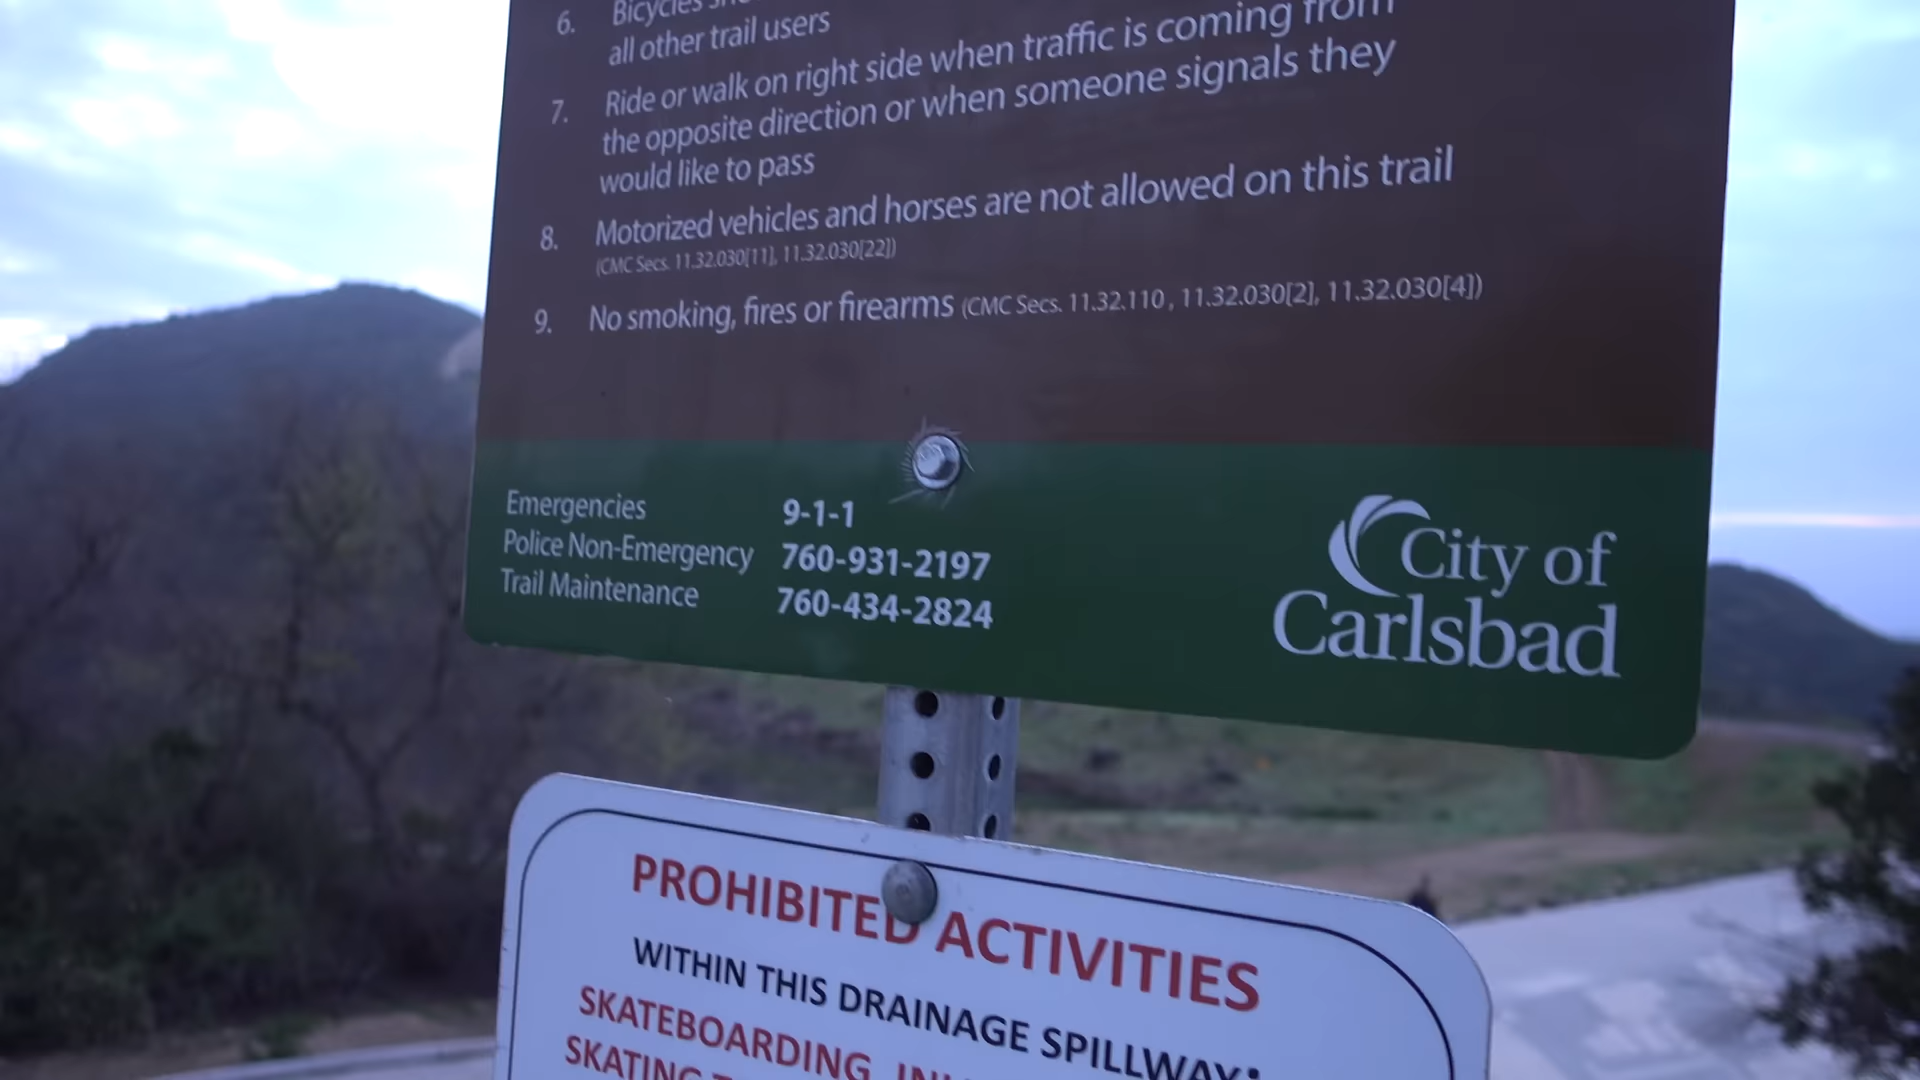 6. Bicycles
all other trail users
7. Ride or walk on right side when traffic is coming from
the opposite direction or when someone signals they
would like to pass
8. Motorized vehicles and horses are not allowed on this trail
(CMC Secs. 11.32.030[11], 11.32.030[22])
9. No smoking, fires or firearms (CMC Secs. 11.32.110, 11.32.030[2], 11.32.030[4])
Emergencies 9-1-1
Police Non-Emergency 760-931-2197
Trail Maintenance 760-434-2824
City of
Carlsbad
PROHIBITED ACTIVITIES
WITHIN THIS DRAINAGE SPILLWAY:
SKATEBOARDING,
SKATING